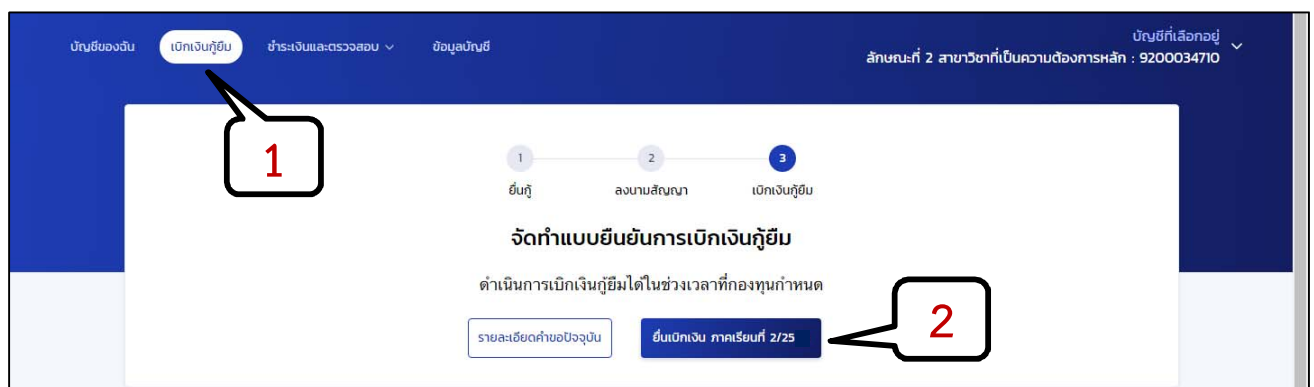 บัญชีของฉัน เบิกเงินกู้ยืม ชำระเงินและตรวจสอบ ข้อมูลบัญชี
บัญชีที่เลือกอยู่
ลักษณะที่ 2 สาขาวิชาที่เป็นความต้องการหลัก : 9200034710
1
1 2 3
ยื่นกู้ ลงนามสัญญา เบิกเงินกู้ยืม
จัดทำแบบยืนยันการเบิกเงินกู้ยืม
ดำเนินการเบิกเงินกู้ยืมได้ในช่วงเวลาที่กองทุนกำหนด
รายละเอียดคำขอปัจจุบัน ยื่นเบิกเงิน ภาคเรียนที่ 2/25
2